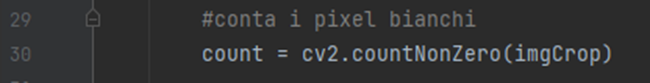 29 #conta i pixel bianchi
30 count = cv2.countNonZero(imgCrop)